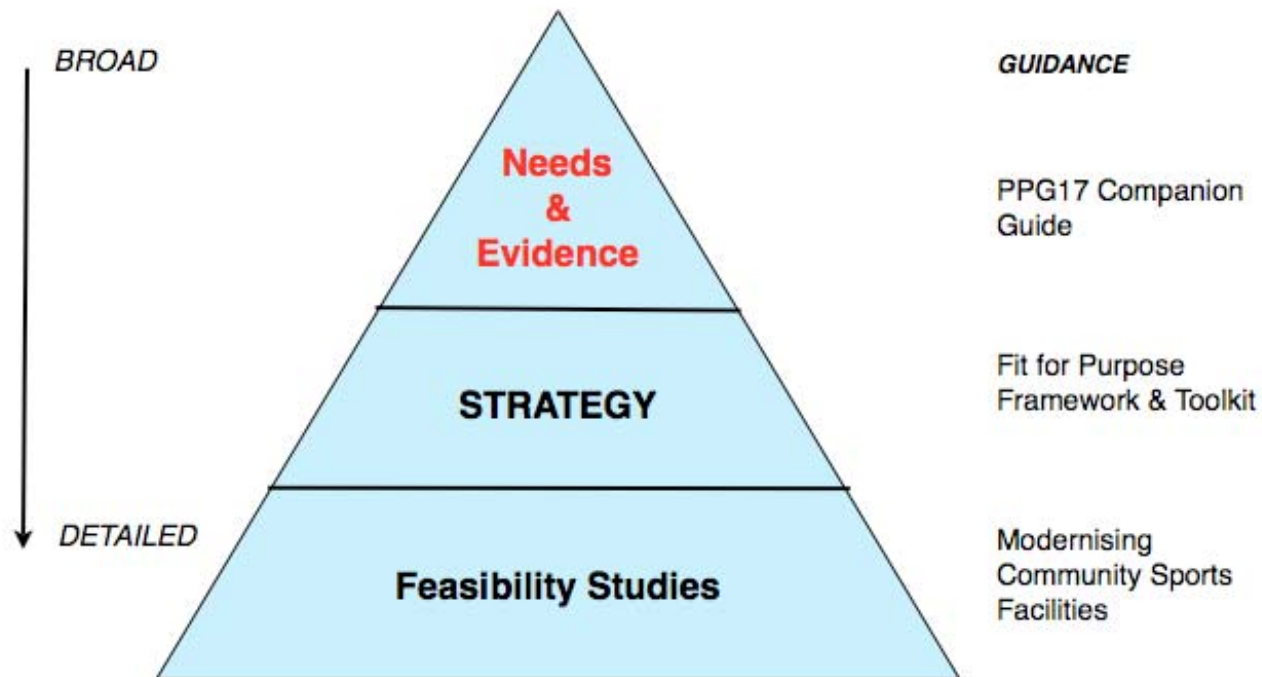 BROAD
GUIDANCE
Needs
&
Evidence
PPG17 Companion
Guide
STRATEGY
Fit for Purpose
Framework & Toolkit
DETAILED
Feasibility Studies
Modernising
Community Sports
Facilities